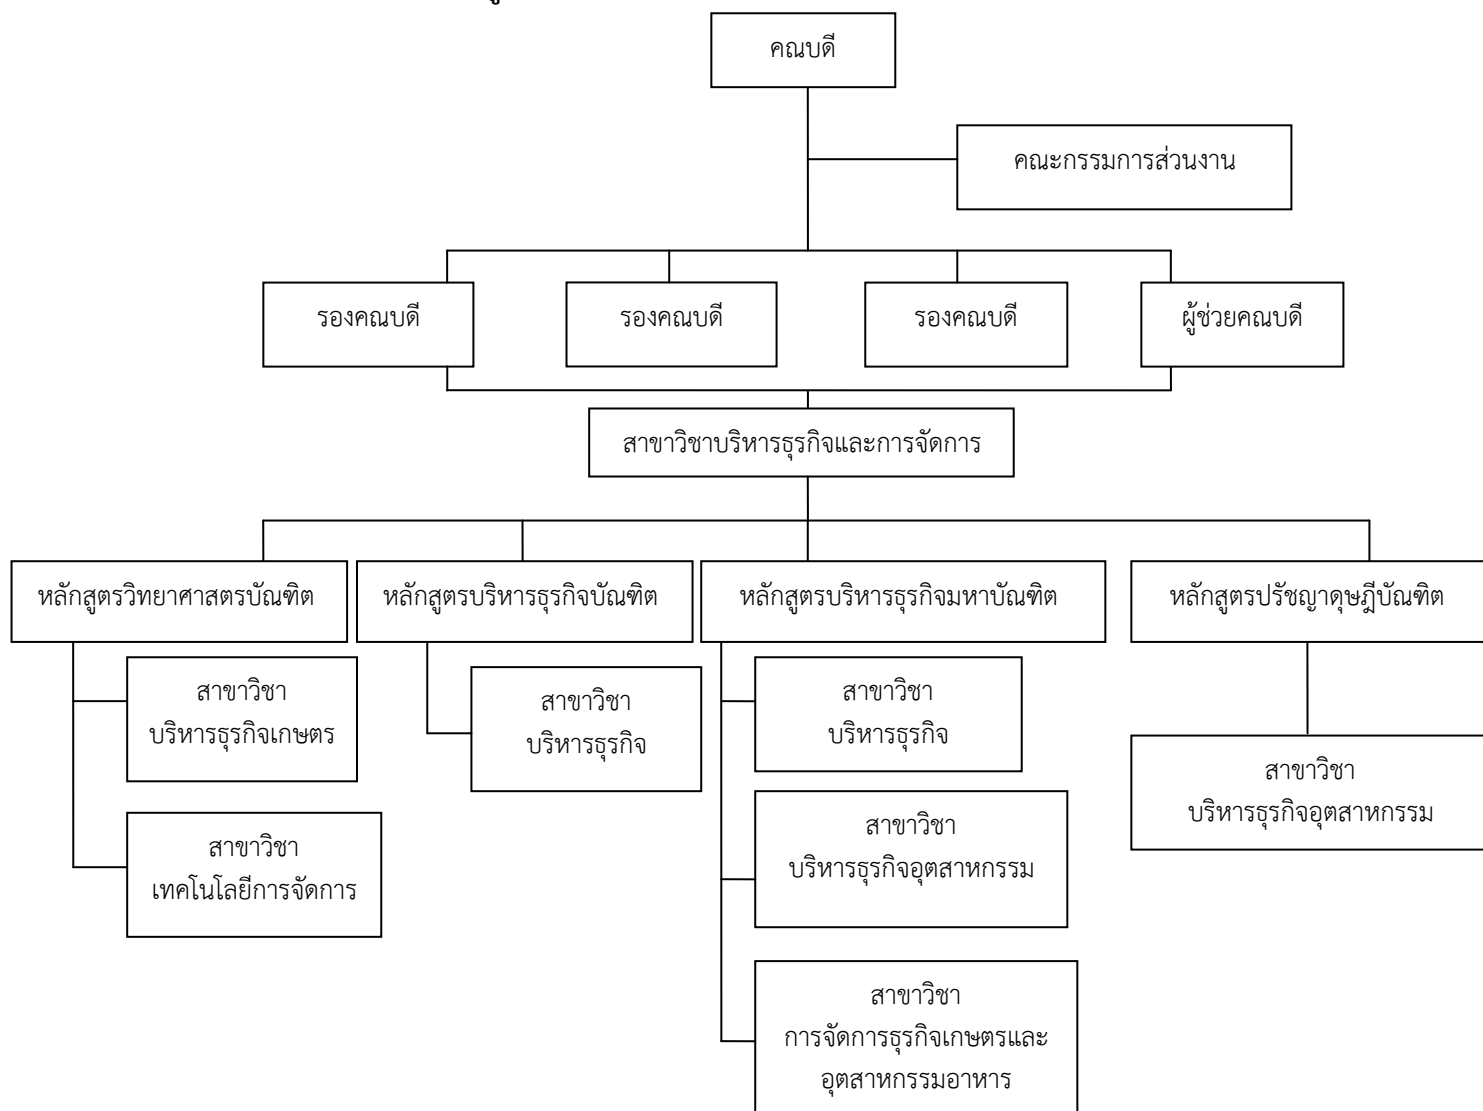 คณบดี
คณะกรรมการส่วนงาน
รองคณบดี
รองคณบดี
รองคณบดี
ผู้ช่วยคณบดี
สาขาวิชาบริหารธุรกิจและการจัดการ
หลักสูตรวิทยาศาสตรบัณฑิต
หลักสูตรบริหารธุรกิจบัณฑิต
หลักสูตรบริหารธุรกิจมหาบัณฑิต
หลักสูตรปรัชญาดุษฎีบัณฑิต
สาขาวิชา
บริหารธุรกิจเกษตร
สาขาวิชา
เทคโนโลยีการจัดการ
สาขาวิชา
บริหารธุรกิจ
สาขาวิชา
บริหารธุรกิจ
สาขาวิชา
บริหารธุรกิจอุตสาหกรรม
สาขาวิชา
การจัดการธุรกิจเกษตรและ
อุตสาหกรรมอาหาร
สาขาวิชา
บริหารธุรกิจอุตสาหกรรม